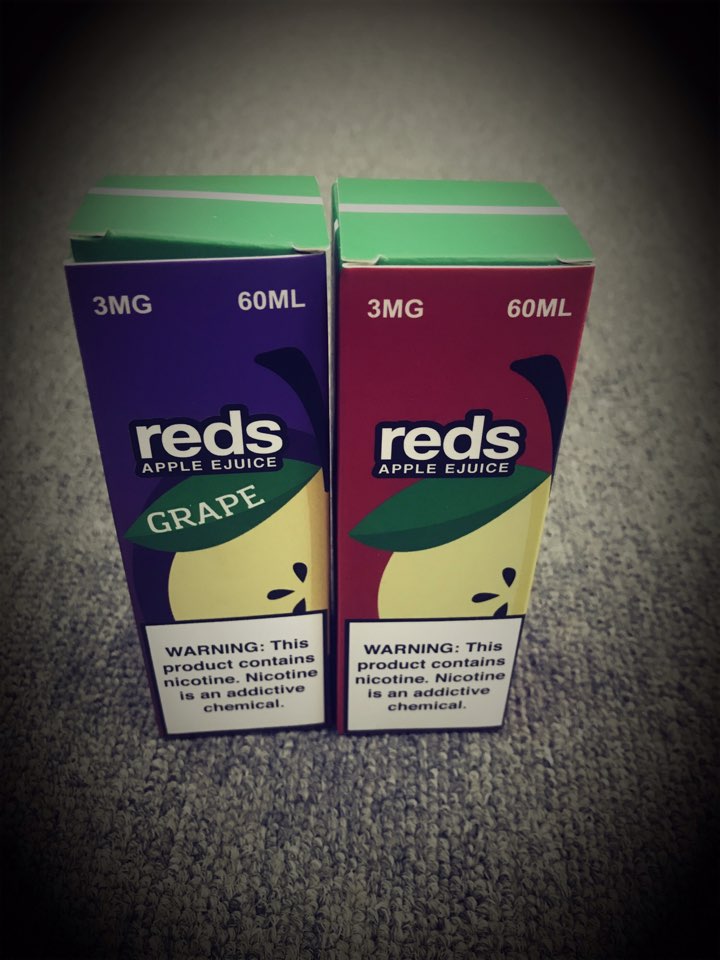 3MG 60ML
reds
APPLE EJUICE
GRAPE
WARNING: This
product contains
nicotine. Nicotine
is an addictive
chemical.
3MG 60ML
reds
APPLE EJUICE
WARNING: This
product contains
nicotine. Nicotine
is an addictive
chemical.